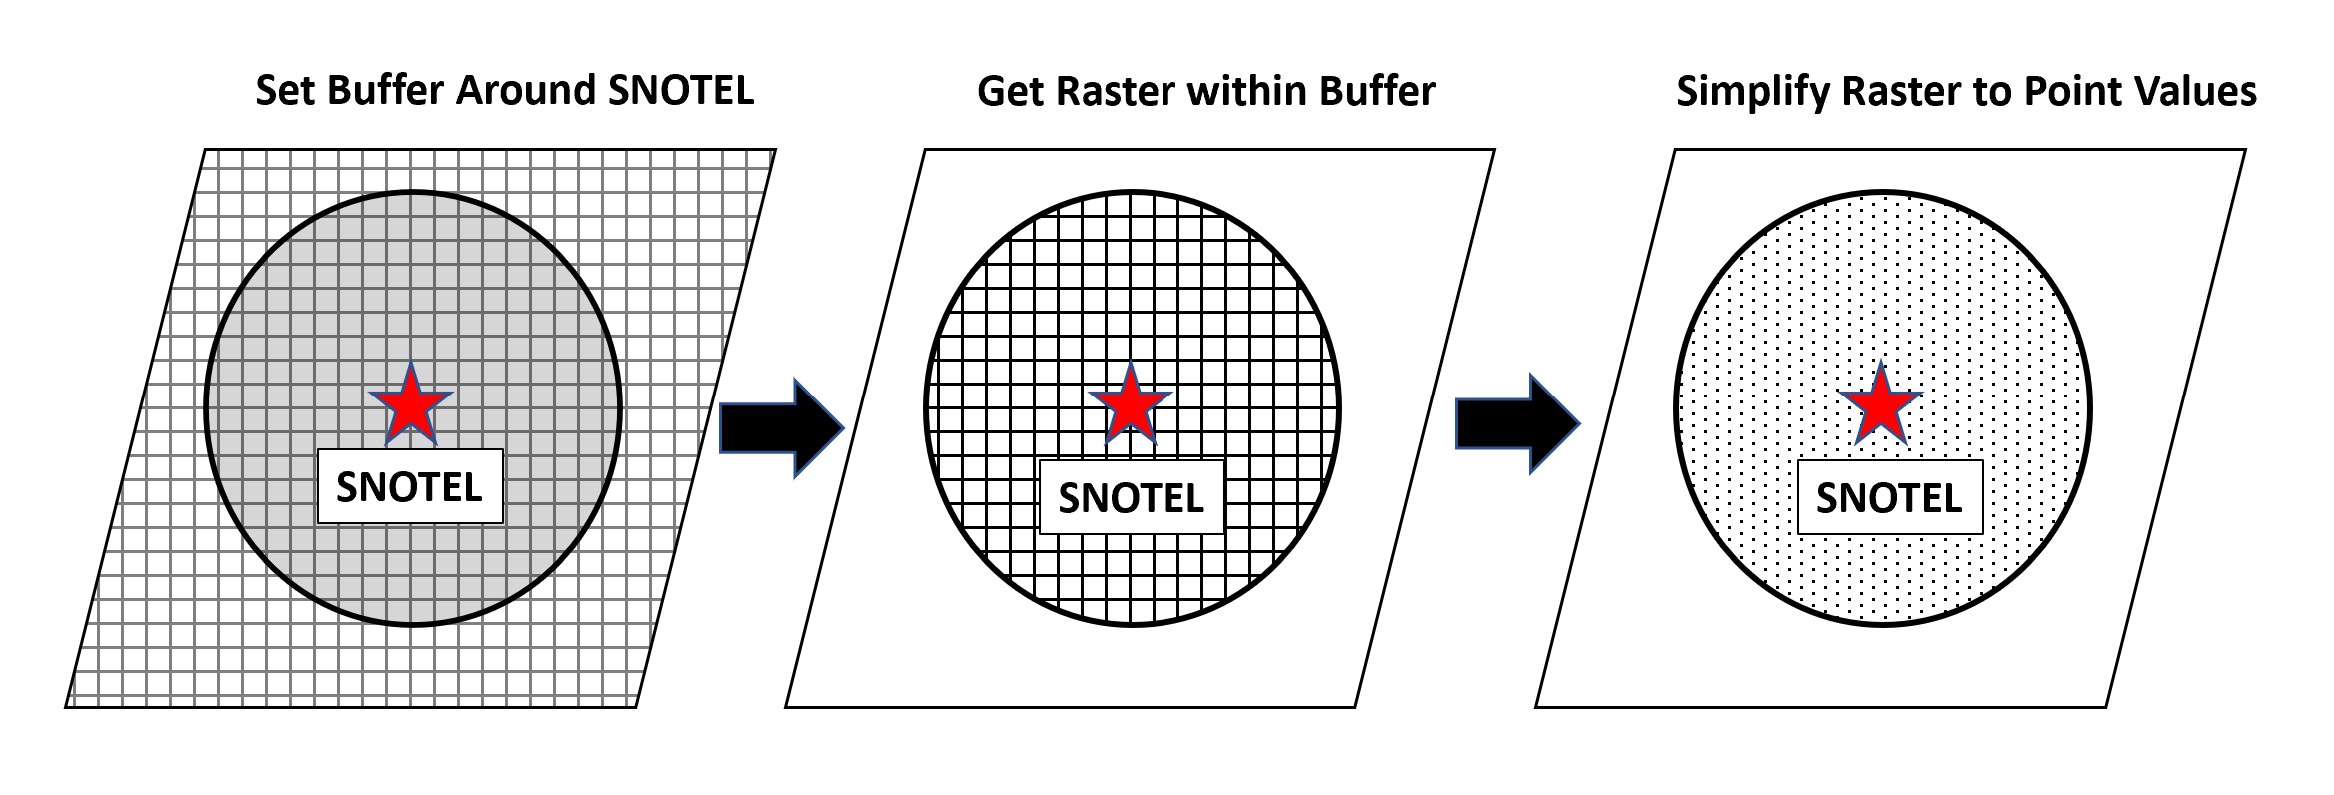 Set Buffer Around SNOTEL
Get Raster within Buffer
Simplify Raster to Point Values
SNOTEL
SNOTEL
SNOTEL